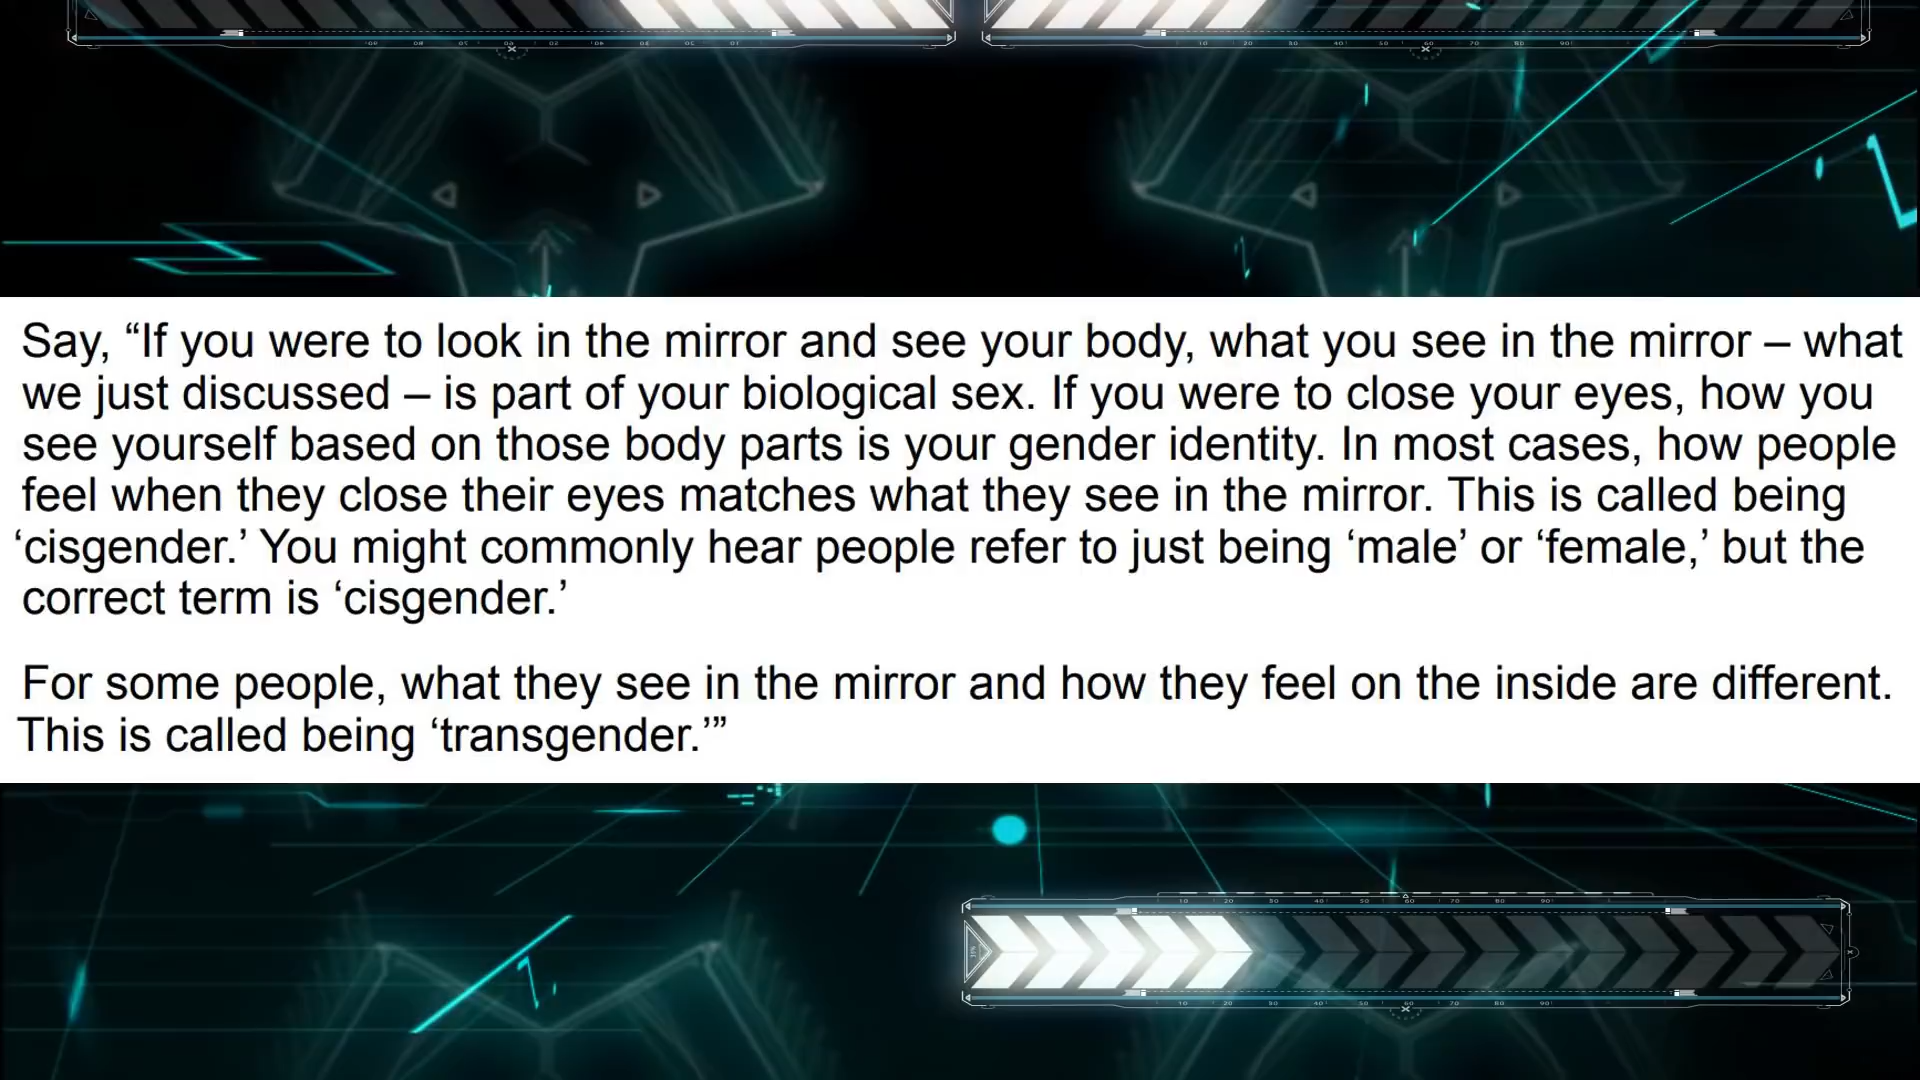 Say, “If you were to look in the mirror and see your body, what you see in the mirror – what
we just discussed – is part of your biological sex. If you were to close your eyes, how you
see yourself based on those body parts is your gender identity. In most cases, how people
feel when they close their eyes matches what they see in the mirror. This is called being
‘cisgender.’ You might commonly hear people refer to just being ‘male’ or ‘female,’ but the
correct term is ‘cisgender.’
For some people, what they see in the mirror and how they feel on the inside are different.
This is called being ‘transgender.’”